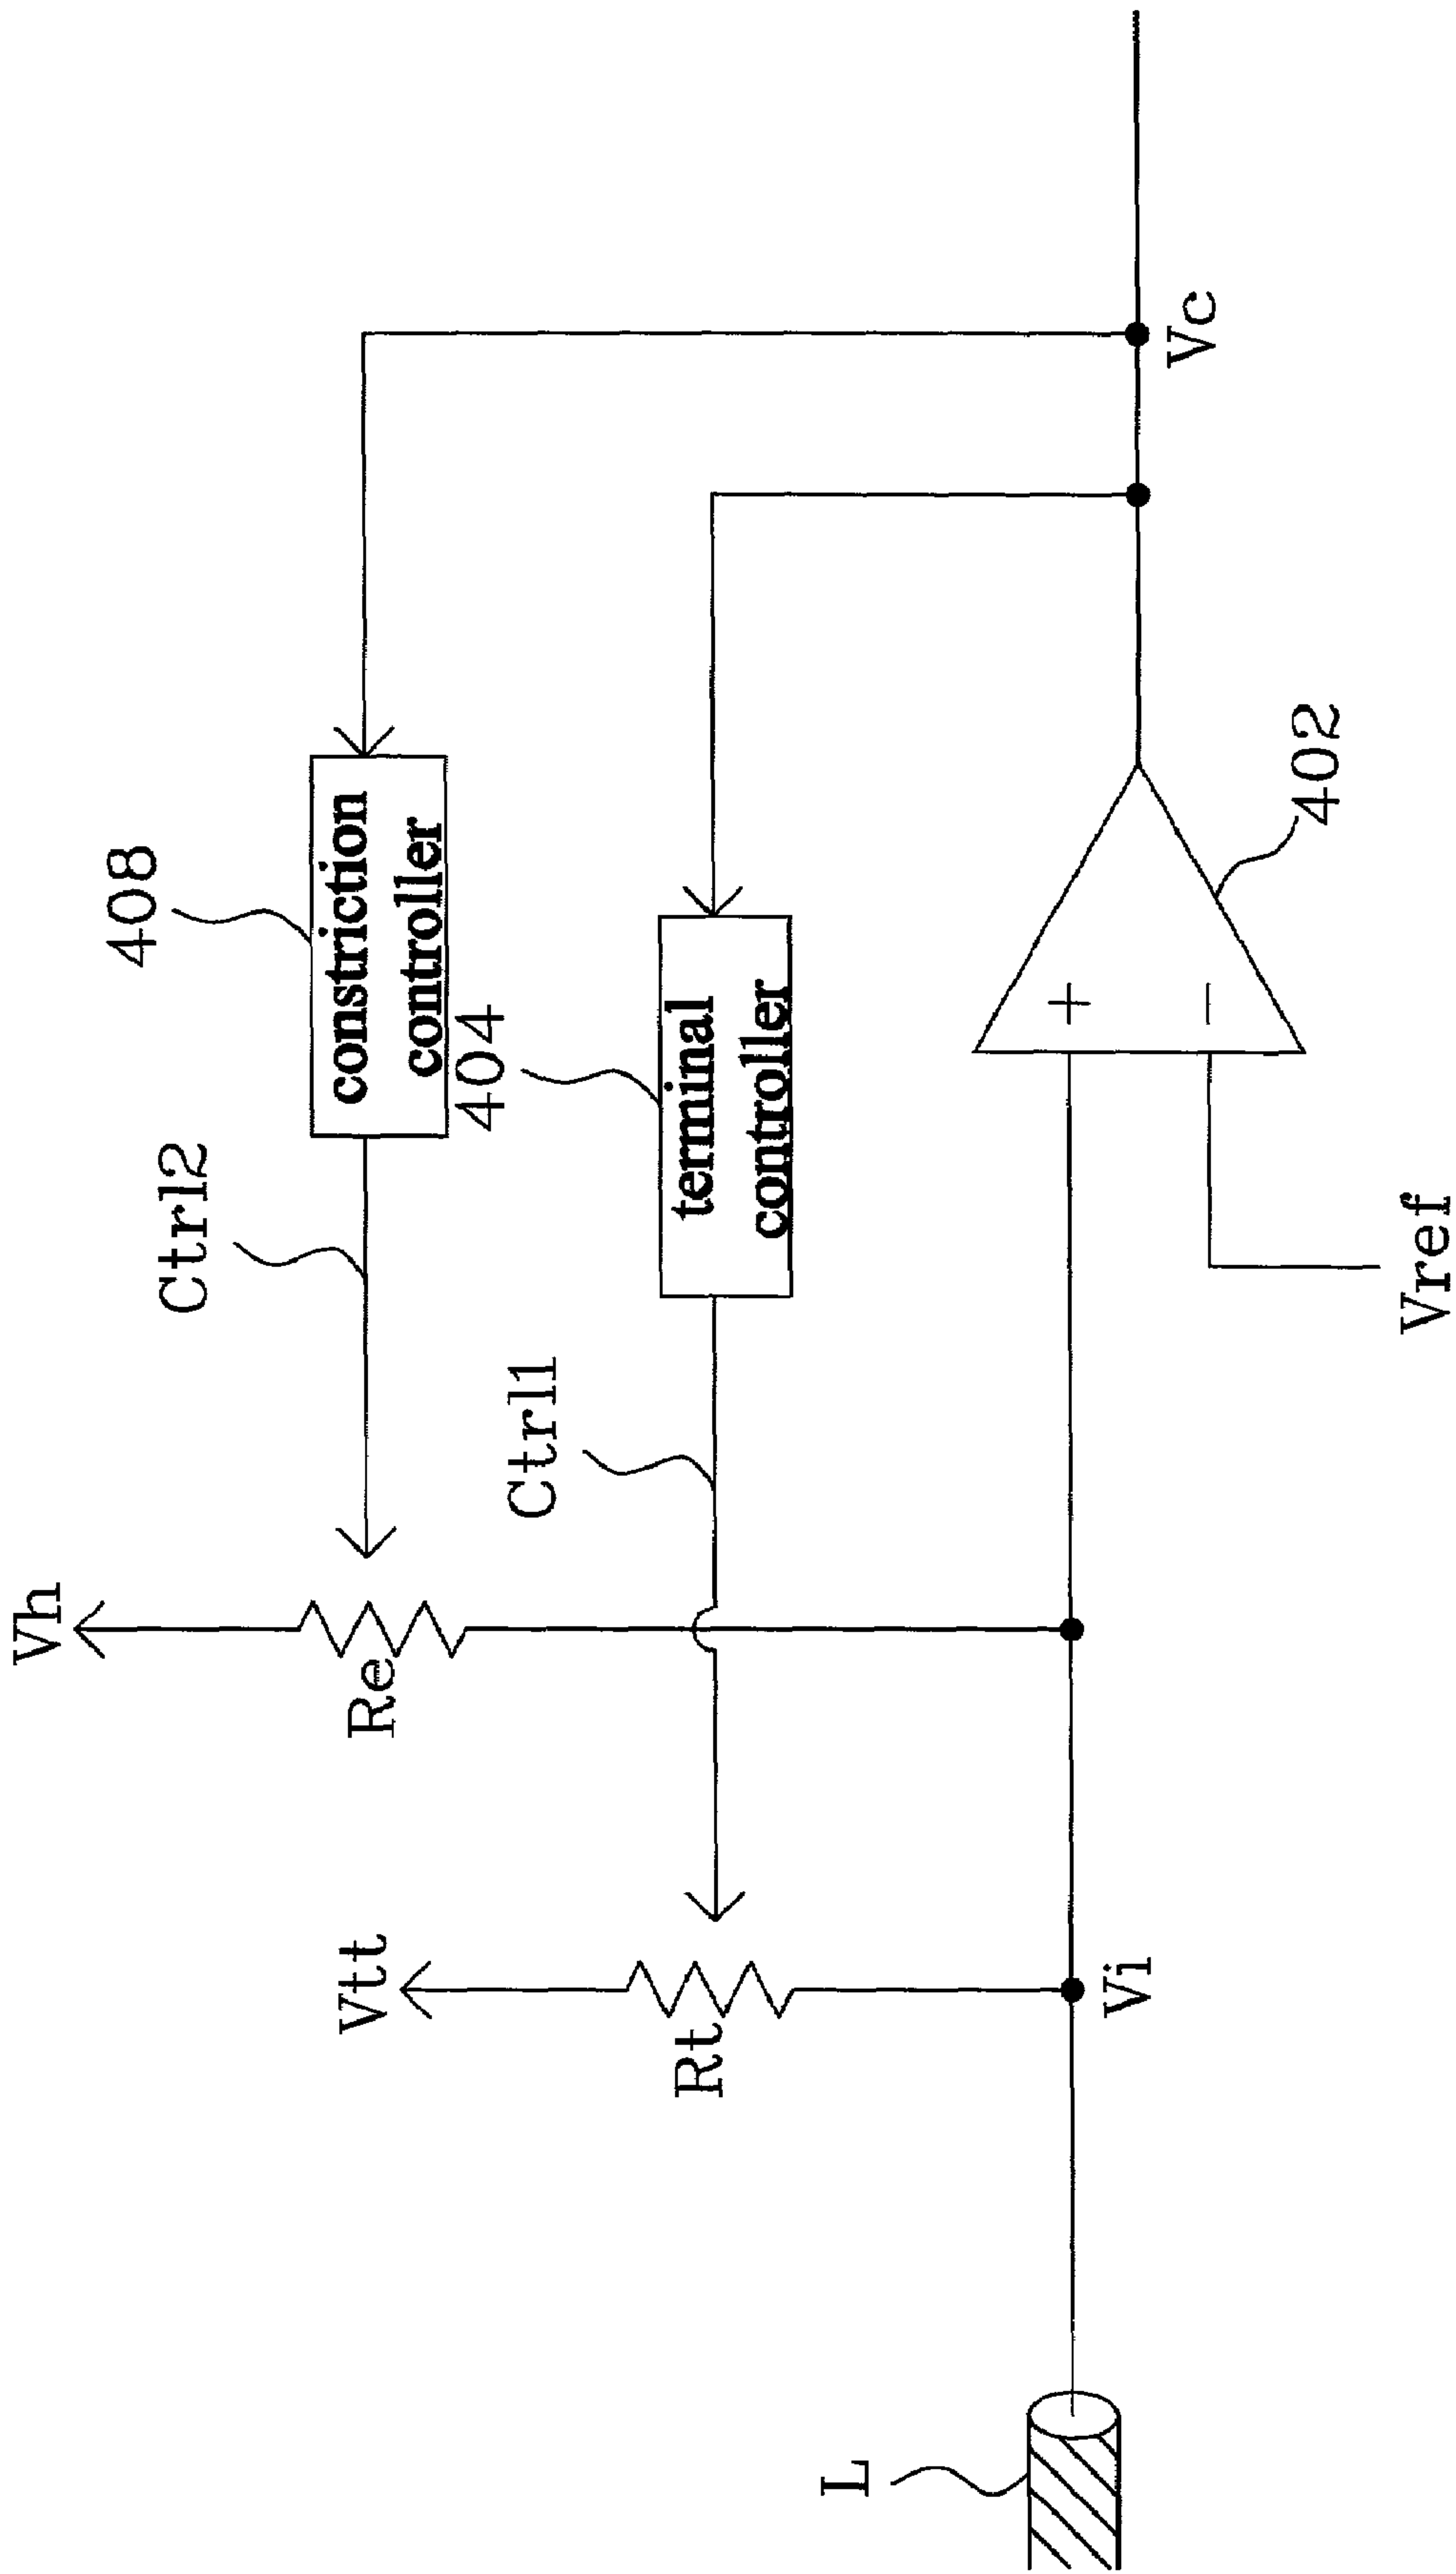 Vh
408
constriction
controller
Ctrl2
Re
Vtt
404
terminal
controller
Ctrl1
Rt
L
Vi
Vc
402
Vref
+
−